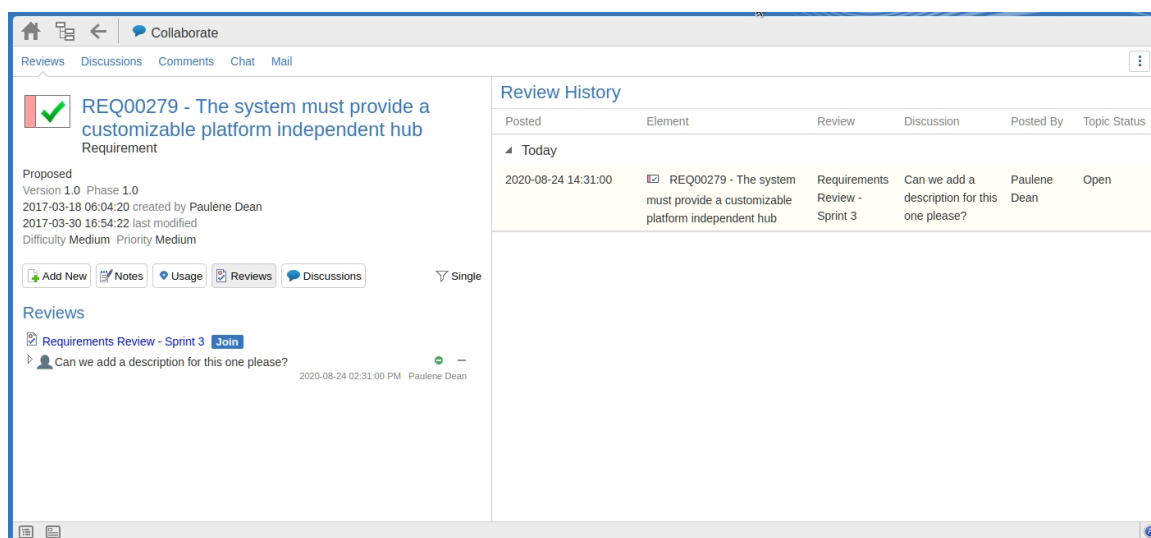 Collaborate
Reviews Discussions Comments Chat Mail
REQ00279 - The system must provide a
customizable platform independent hub
Requirement
Proposed
Version 1.0 Phase 1.0
2017-03-18 06:04:20 created by Paulene Dean
2017-03-30 16:54:22 last modified
Difficulty Medium Priority Medium
Add New Notes Usage Reviews Discussions Single
Reviews
Requirements Review - Sprint 3 Join
Can we add a description for this one please?
2020-08-24 02:31:00 PM Paulene Dean
Review History
Posted Element Review Discussion Posted By Topic Status
Today
2020-08-24 14:31:00 REQ00279 - The system Requirements Can we add a Paulene Open
must provide a customizable Review - description for this Dean
platform independent hub Sprint 3 one please?